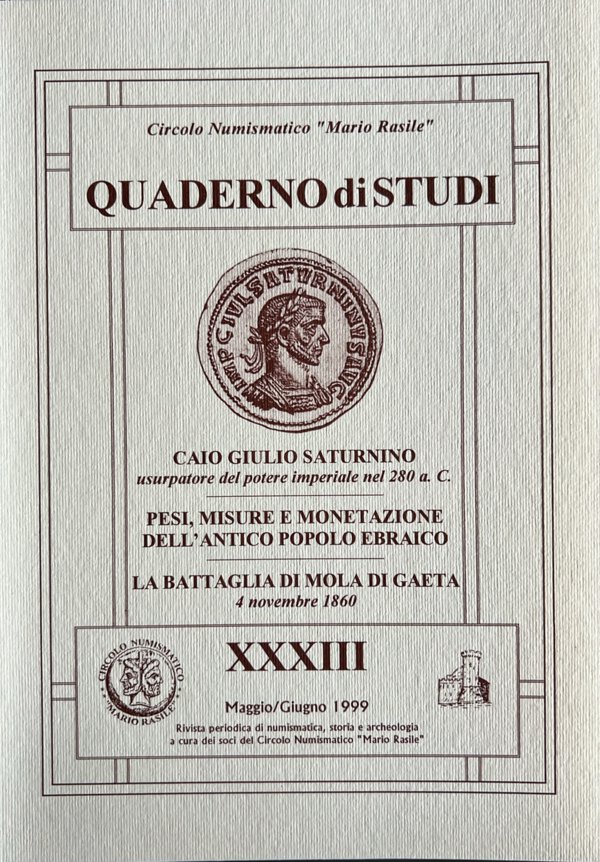 Circolo Numismatico "Mario Rasile"
QUADERNO di STUDI
IMP C IVL SATVRNINVS AVG
CAIO GIULIO SATURNINO
usurpatore del potere imperiale nel 280 a. C.
PESI, MISURE E MONETAZIONE
DELL'ANTICO POPOLO EBRAICO
LA BATTAGLIA DI MOLA DI GAETA
4 novembre 1860
CIRCOLO NUMISMATICO
"MARIO RASILE"
XXXIII
Maggio/Giugno 1999
Rivista periodica di numismatica, storia e archeologia
a cura dei soci del Circolo Numismatico "Mario Rasile"